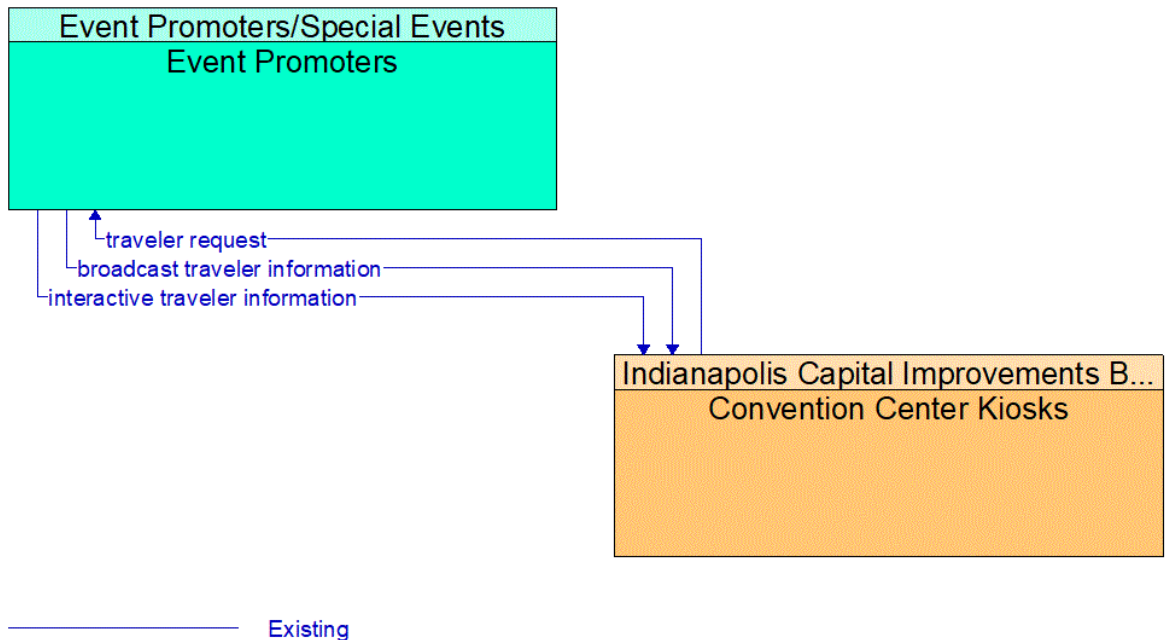 Event Promoters/Special Events
Event Promoters
traveler request
broadcast traveler information
interactive traveler information
Indianapolis Capital Improvements B...
Convention Center Kiosks
Existing